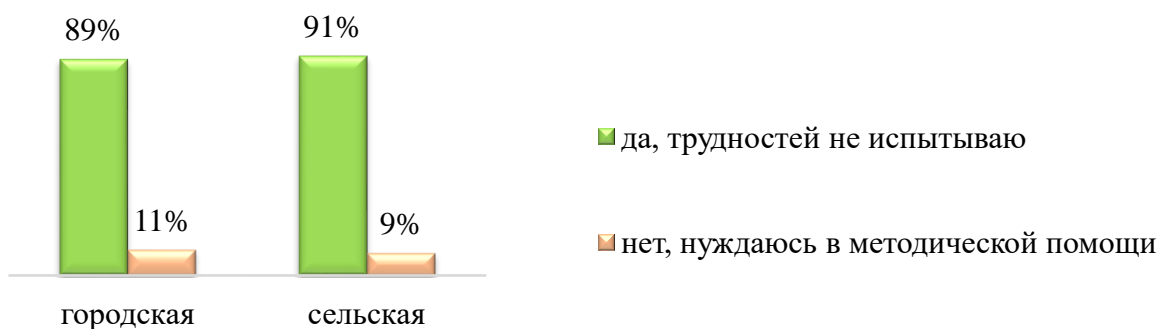 89%
91%
11%
9%
городская
сельская
да, трудностей не испытываю
нет, нуждаюсь в методической помощи